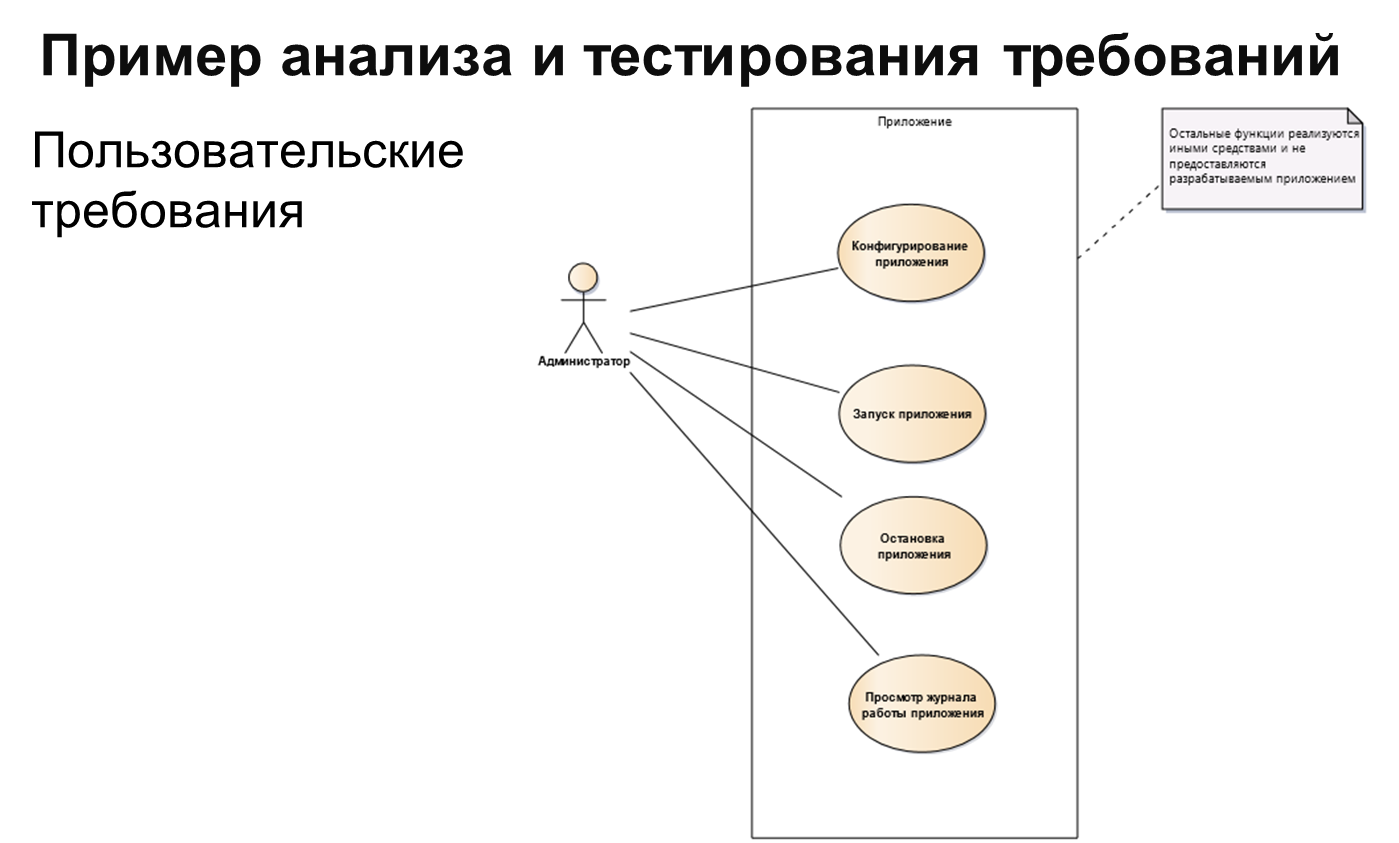 Пример анализа и тестирования требований
Пользовательские
требования
Приложение
Остальные функции реализуются
иными средствами и не
предоставляются
разрабатываемым приложением
Конфигурирование
приложения
Администратор
Запуск приложения
Остановка
приложения
Просмотр журнала
работы приложения